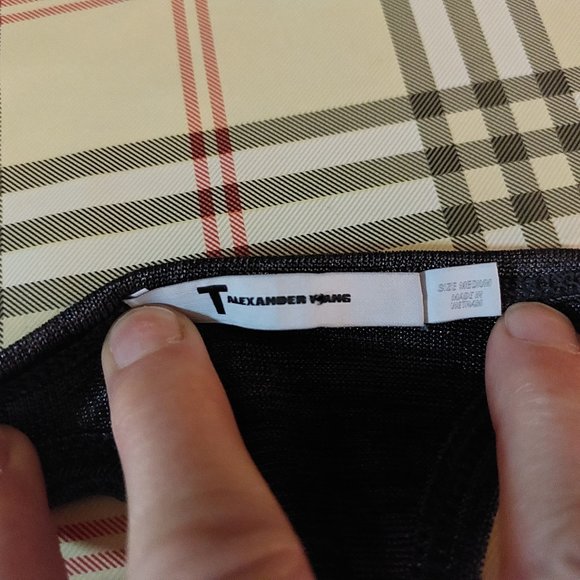 T ALEXANDER WANG
SIZE MEDIUM
MADE IN
VIETNAM